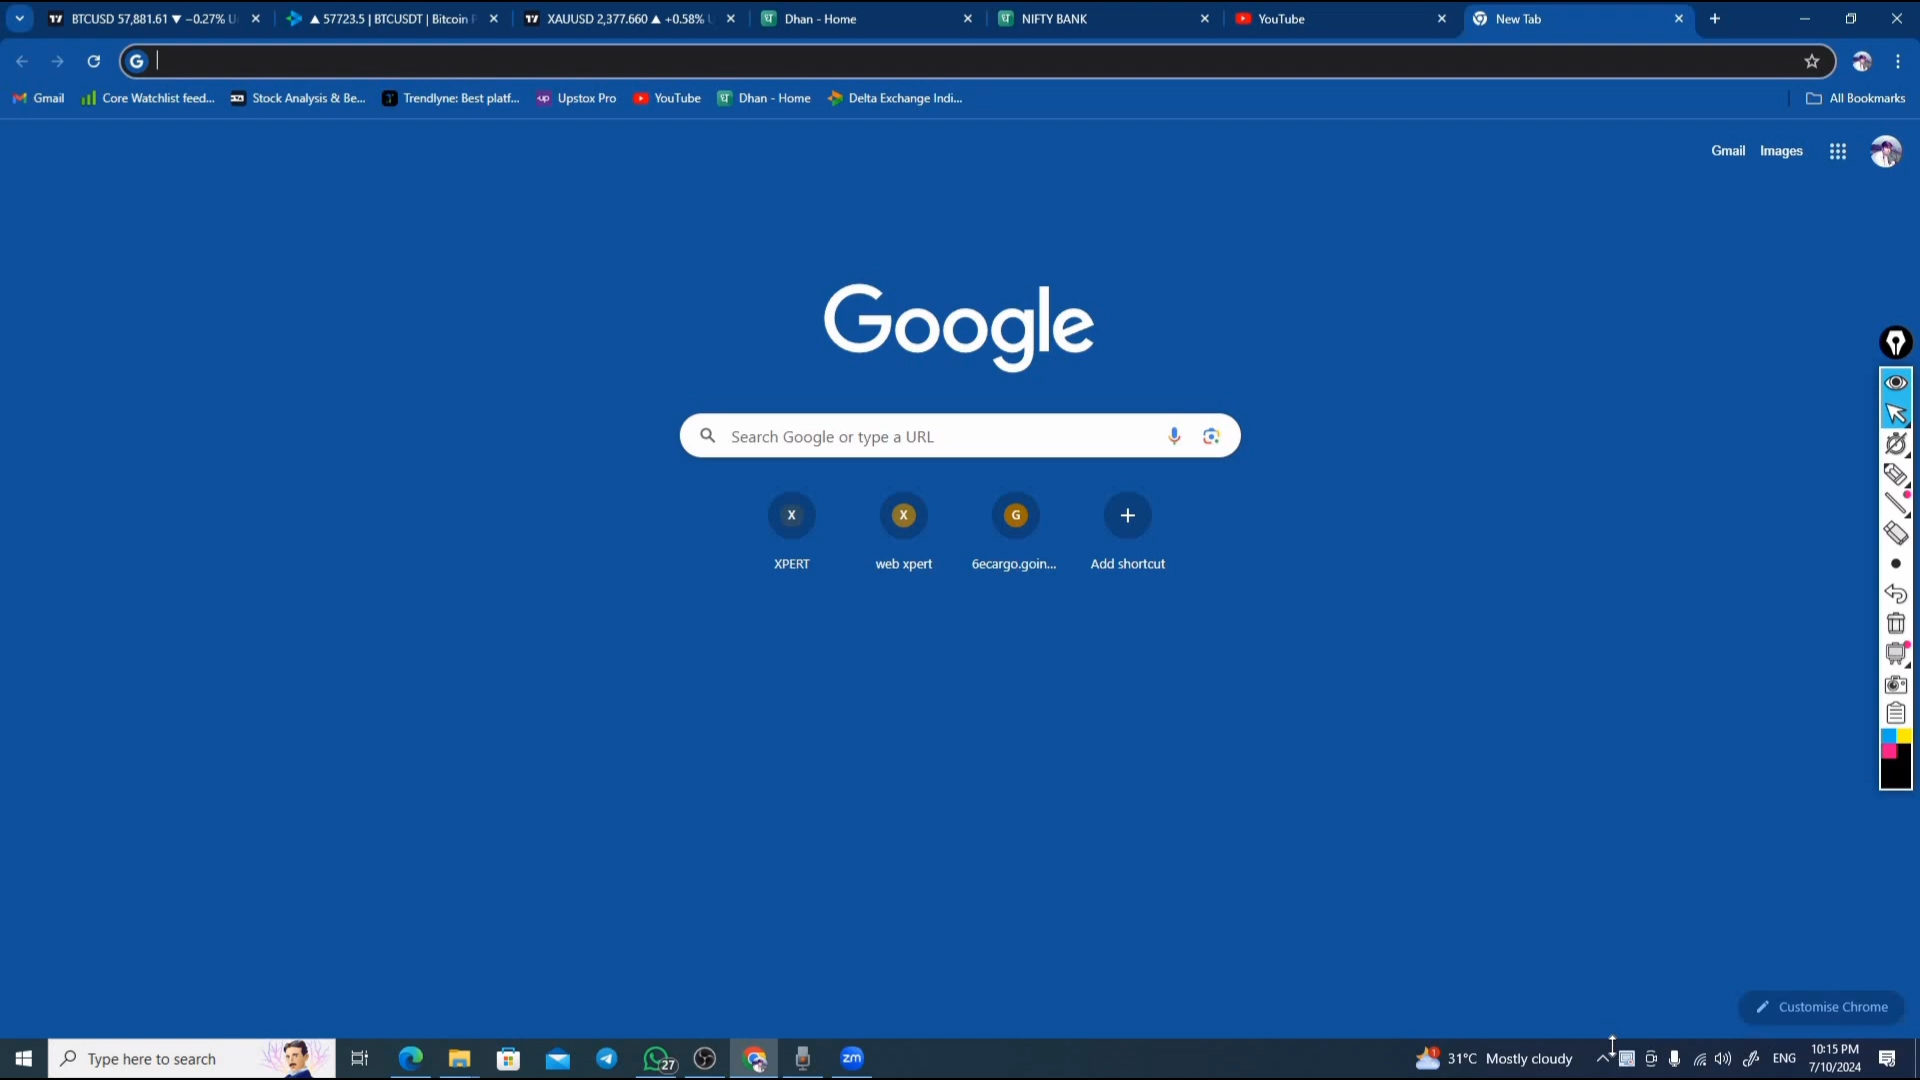 BTCUSD 57,881.61 ▼ −0.27% U
▲ 57723.5 | BTCUSDT | Bitcoin P
XAUUSD 2,377.660 ▲ +0.58% U
Dhan - Home
NIFTY BANK
YouTube
New Tab
Gmail
Core Watchlist feed...
Stock Analysis & Be...
Trendlyne: Best platf...
Upstox Pro
YouTube
Dhan - Home
Delta Exchange Indi...
All Bookmarks
Gmail
Images
Google
Search Google or type a URL
X
X
G
XPERT
web xpert
6ecargo.goin...
Add shortcut
Customise Chrome
Type here to search
27
zm
31°C Mostly cloudy
ENG
10:15 PM
7/10/2024